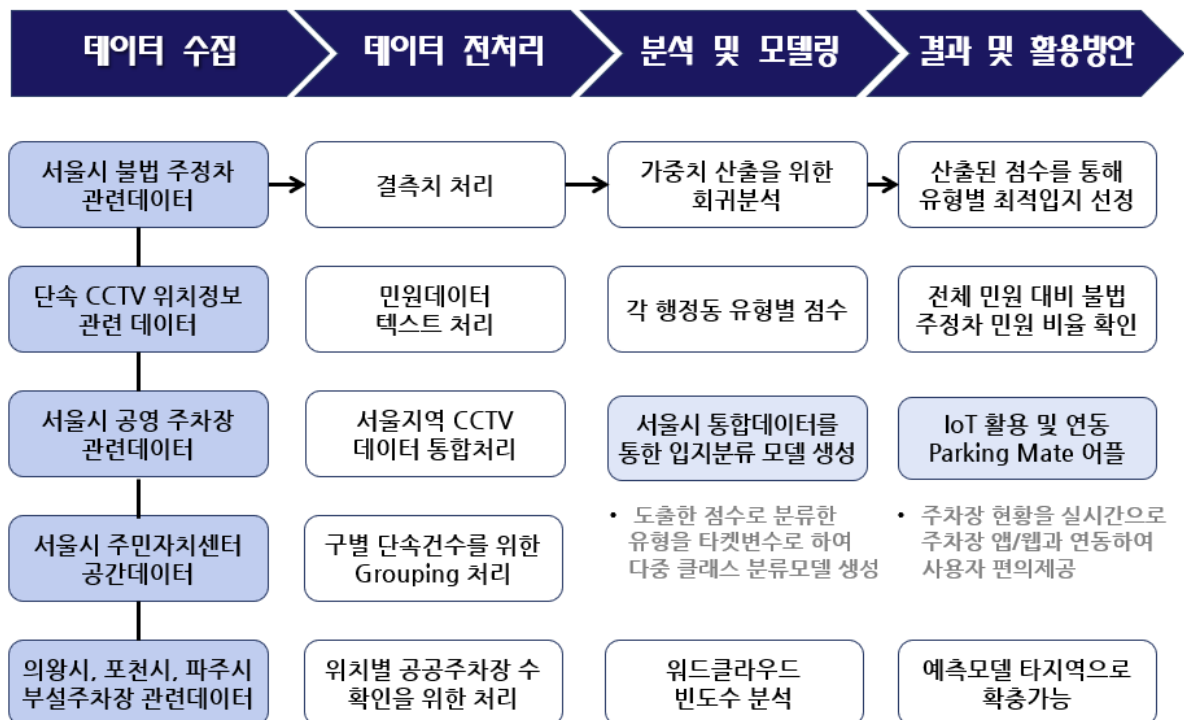 데이터 수집
데이터 전처리
분석 및 모델링
결과 및 활용방안
서울시 불법 주정차
관련데이터
결측치 처리
가중치 산출을 위한
회귀분석
산출된 점수를 통해
유형별 최적입지 선정
단속 CCTV 위치정보
관련 데이터
민원데이터
텍스트 처리
각 행정동 유형별 점수
전체 민원 대비 불법
주정차 민원 비율 확인
서울시 공영 주차장
관련데이터
서울지역 CCTV
데이터 통합처리
서울시 통합데이터를
통한 입지분류 모델 생성
IoT 활용 및 연동
Parking Mate 어플
서울시 주민자치센터
공간데이터
구별 단속건수를 위한
Grouping 처리
• 도출한 점수로 분류한
유형을 타켓변수로 하여
다중 클래스 분류모델 생성
• 주차장 현황을 실시간으로
주차장 앱/웹과 연동하여
사용자 편의제공
의왕시, 포천시, 파주시
부설주차장 관련데이터
위치별 공공주차장 수
확인을 위한 처리
워드클라우드
빈도수 분석
예측모델 타지역으로
확충가능